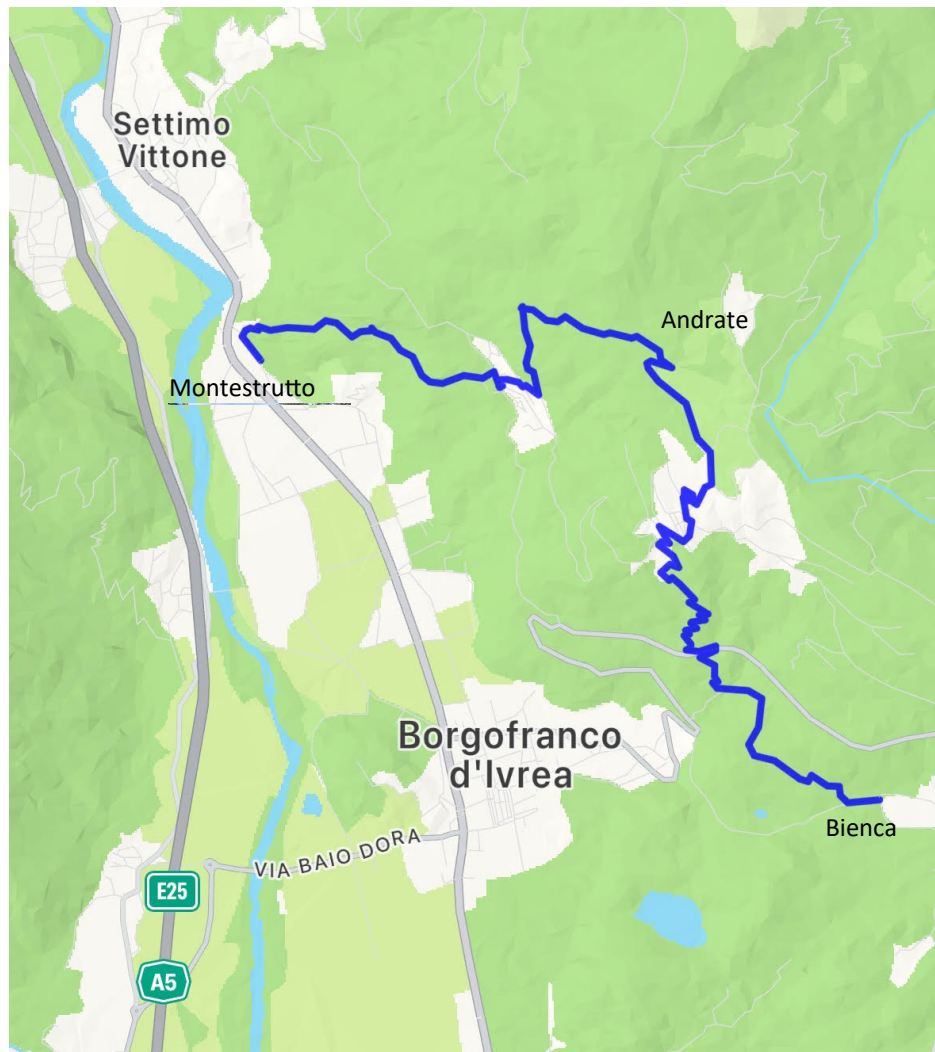 Settimo
Vittone
Andrate
Montestrutto
Borgofranco
d'Ivrea
Bienca
VIA BAIO DORA
E25
A5